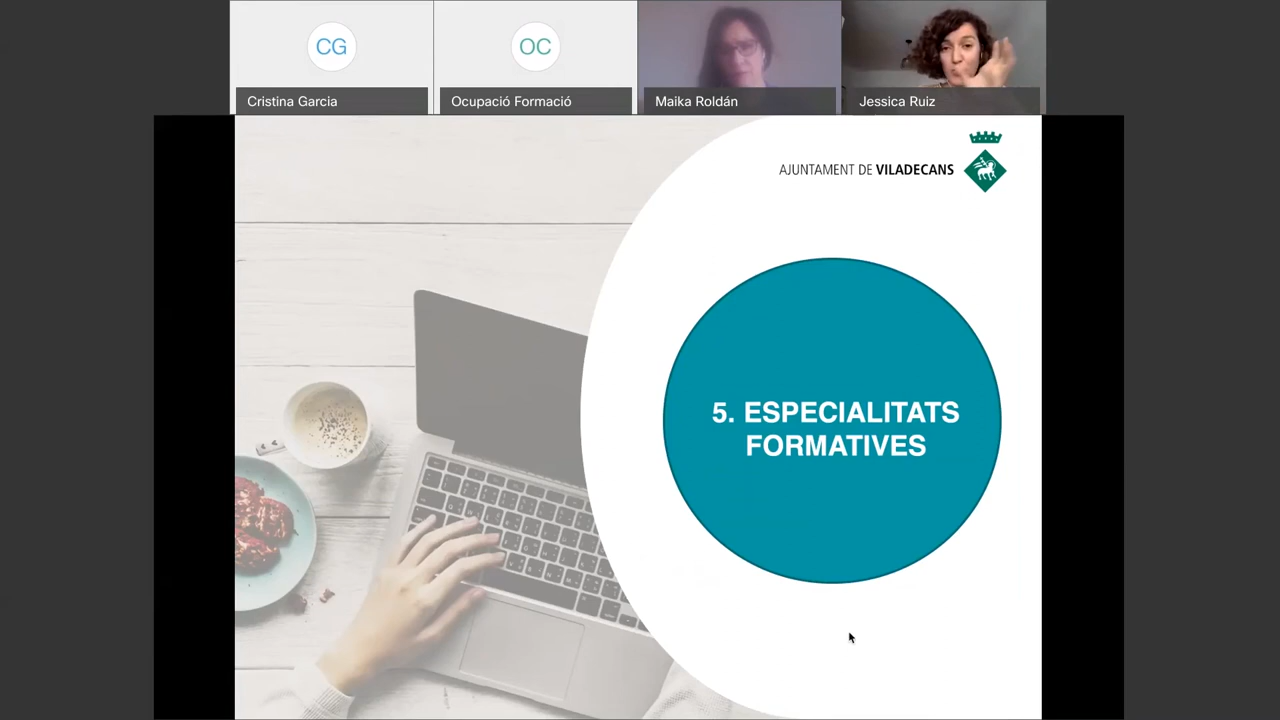 CG
OC
Cristina Garcia
Ocupació Formació
Maika Roldán
Jessica Ruiz
AJUNTAMENT DE VILADECANS
5. ESPECIALITATS
FORMATIVES